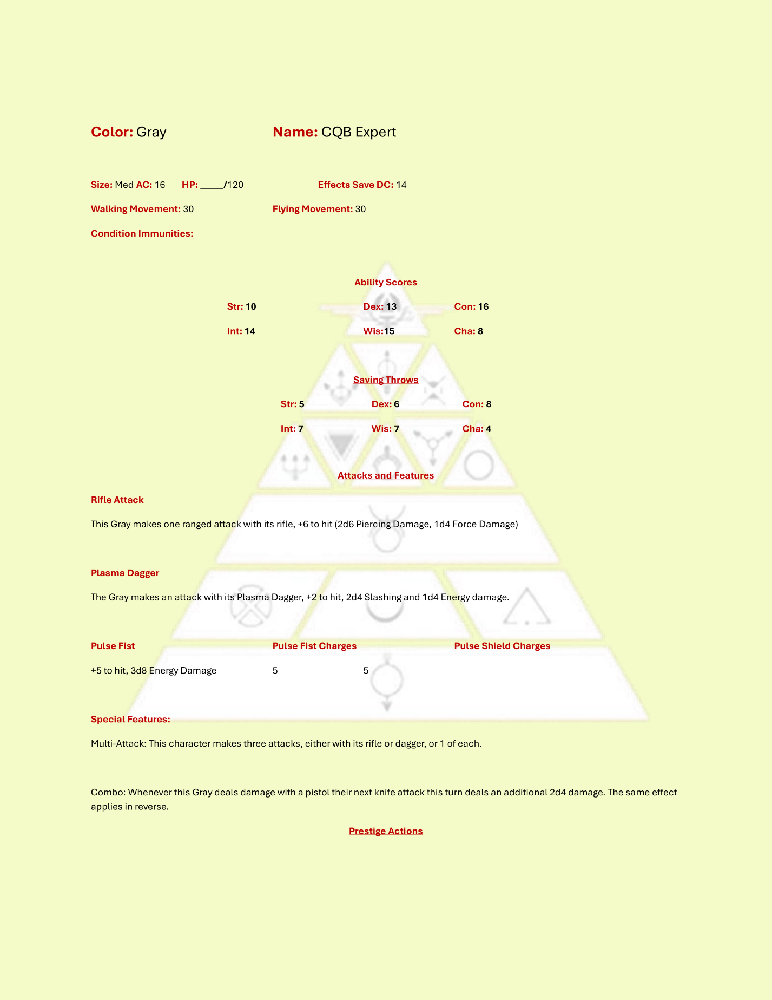 Color: Gray Name: CQB Expert
Size: Med AC: 16 HP: _____/120 Effects Save DC: 14
Walking Movement: 30 Flying Movement: 30
Condition Immunities:
Ability Scores
Str: 10 Dex: 13 Con: 16
Int: 14 Wis:15 Cha: 8
Saving Throws
Str: 5 Dex: 6 Con: 8
Int: 7 Wis: 7 Cha: 4
Attacks and Features
Rifle Attack
This Gray makes one ranged attack with its rifle, +6 to hit (2d6 Piercing Damage, 1d4 Force Damage)
Plasma Dagger
The Gray makes an attack with its Plasma Dagger, +2 to hit, 2d4 Slashing and 1d4 Energy damage.
Pulse Fist Pulse Fist Charges Pulse Shield Charges
+5 to hit, 3d8 Energy Damage 5 5
Special Features:
Multi-Attack: This character makes three attacks, either with its rifle or dagger, or 1 of each.
Combo: Whenever this Gray deals damage with a pistol their next knife attack this turn deals an additional 2d4 damage. The same effect
applies in reverse.
Prestige Actions